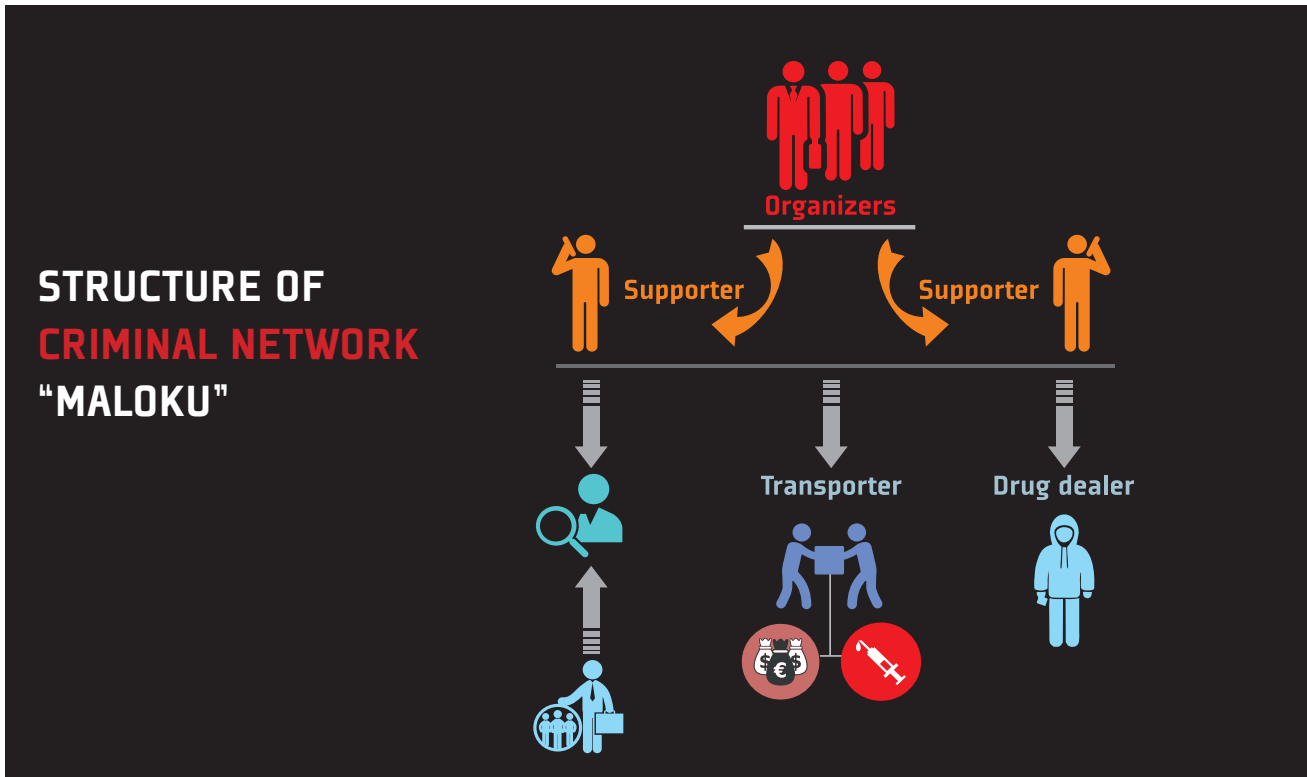 STRUCTURE OF
CRIMINAL NETWORK
“MALOKU”
Organizers
Supporter
Supporter
Transporter
Drug dealer
$ € $